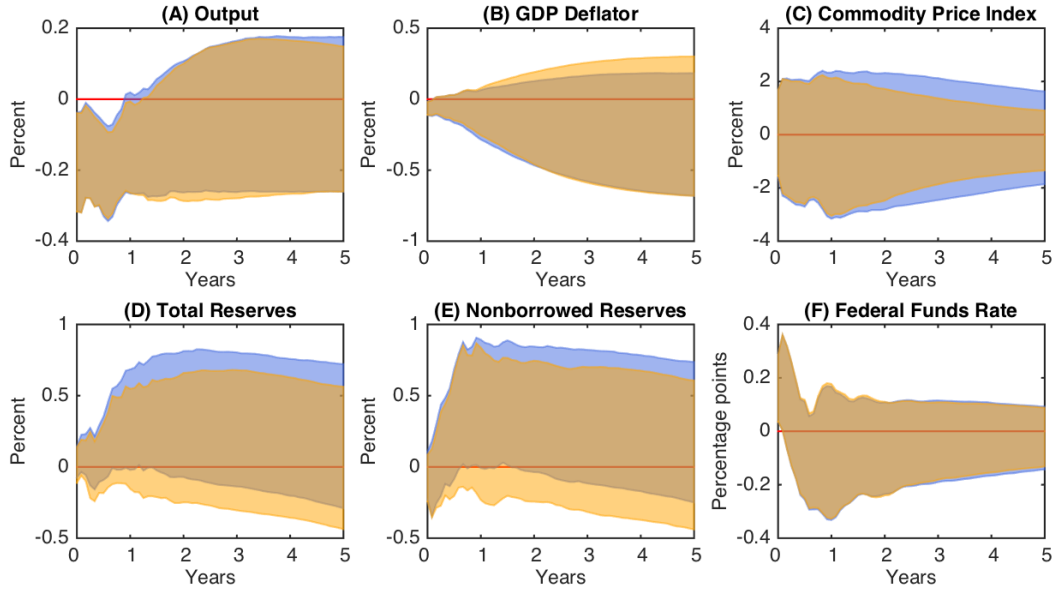 (A) Output
0.2
0
-0.2
-0.4
Percent
0 1 2 3 4 5
Years
(B) GDP Deflator
0.5
0
-0.5
-1
Percent
0 1 2 3 4 5
Years
(C) Commodity Price Index
4
2
0
-2
-4
Percent
0 1 2 3 4 5
Years
(D) Total Reserves
1
0.5
0
-0.5
Percent
0 1 2 3 4 5
Years
(E) Nonborrowed Reserves
1
0.5
0
-0.5
Percent
0 1 2 3 4 5
Years
(F) Federal Funds Rate
0.4
0.2
0
-0.2
-0.4
Percentage points
0 1 2 3 4 5
Years